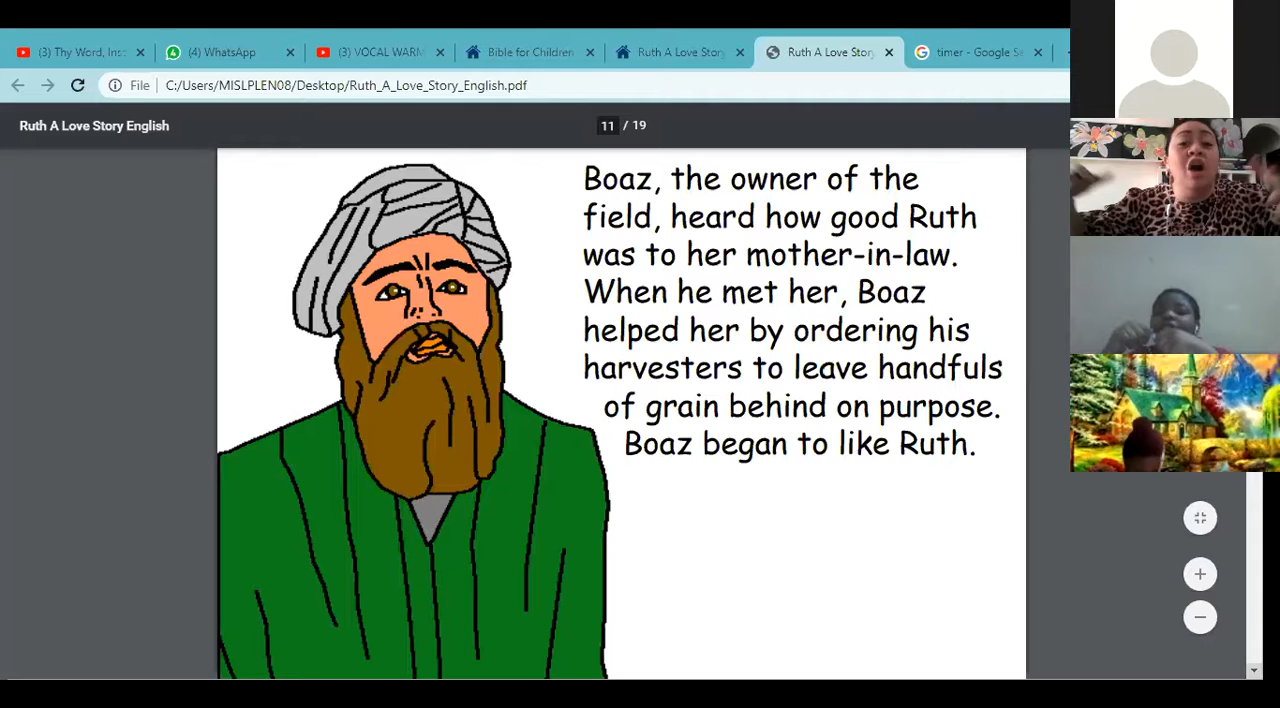 (3) Thy Word, Ins
(4) WhatsApp
(3) VOCAL WARM
Bible for Children
Ruth A Love Story
Ruth A Love Story
timer - Google Se
File
C:/Users/MISLPLEN08/Desktop/Ruth_A_Love_Story_English.pdf
Ruth A Love Story English
11 / 19
Boaz, the owner of the
field, heard how good Ruth
was to her mother-in-law.
When he met her, Boaz
helped her by ordering his
harvesters to leave handfuls
of grain behind on purpose.
Boaz began to like Ruth.